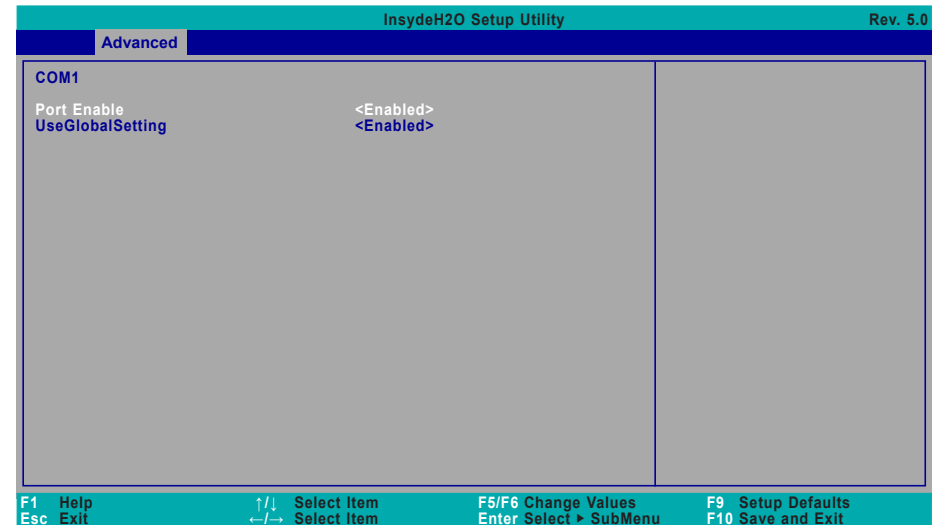 InsydeH2O Setup Utility Rev. 5.0
Advanced
COM1
Port Enable <Enabled>
UseGlobalSetting <Enabled>
F1 Help ↑/↓ Select Item F5/F6 Change Values F9 Setup Defaults
Esc Exit ←/→ Select Item Enter Select ▶ SubMenu F10 Save and Exit